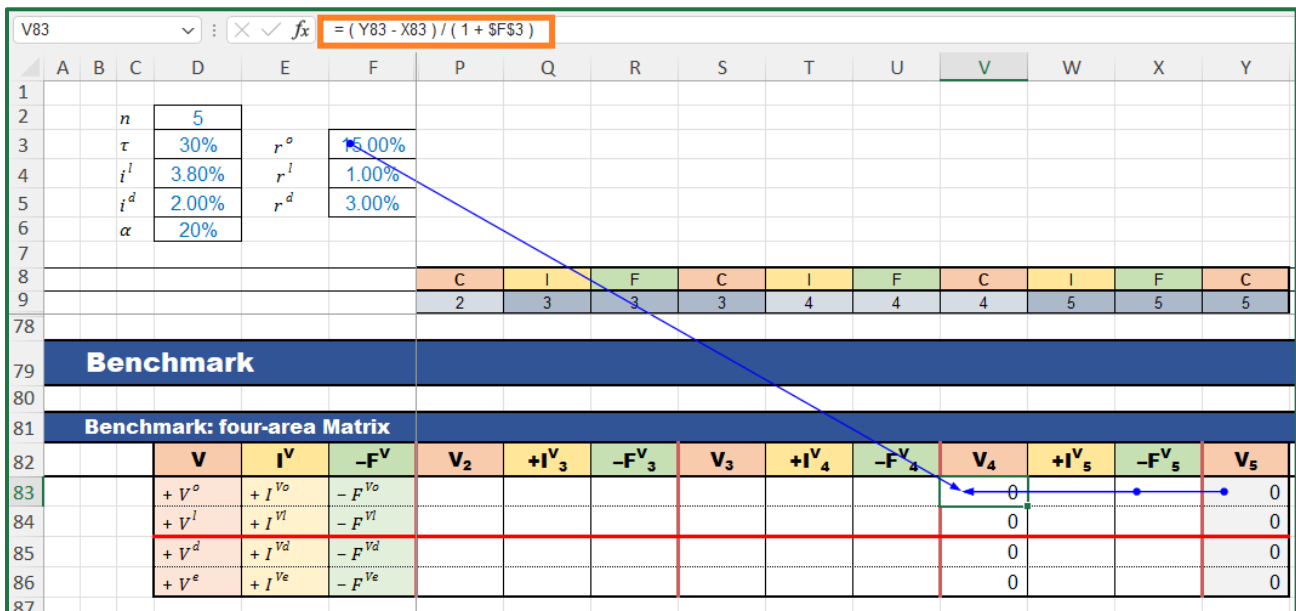 V83 fx = ( Y83 - X83 ) / ( 1 + $F$3 )
A B C D E F P Q R S T U V W X Y
1
2 n 5
3 τ 30% r^o 15.00%
4 i^l 3.80% r^l 1.00%
5 i^d 2.00% r^d 3.00%
6 α 20%
7
8 C I F C I F C I F C
9 2 3 3 3 4 4 4 5 5 5
78
79 Benchmark
80
81 Benchmark: four-area Matrix
82 V I^V –F^V V₂ +I^V₃ –F^V₃ V₃ +I^V₄ –F^V₄ V₄ +I^V₅ –F^V₅ V₅
83 + V^o + I^Vo – F^Vo 0 0
84 + V^l + I^Vl – F^Vl 0 0
85 + V^d + I^Vd – F^Vd 0 0
86 + V^e + I^Ve – F^Ve 0 0
87